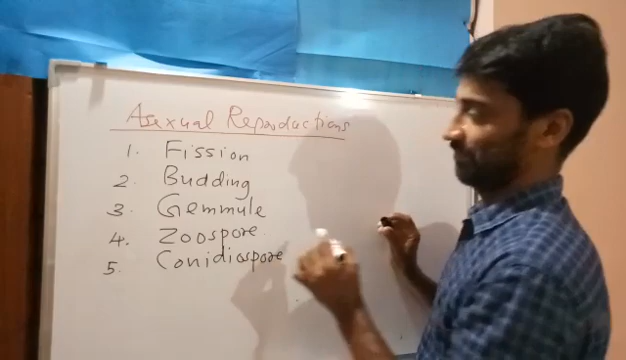 Asexual Reproductions
1. Fission
2. Budding
3. Gemmule
4. Zoospore
5. Conidiospore